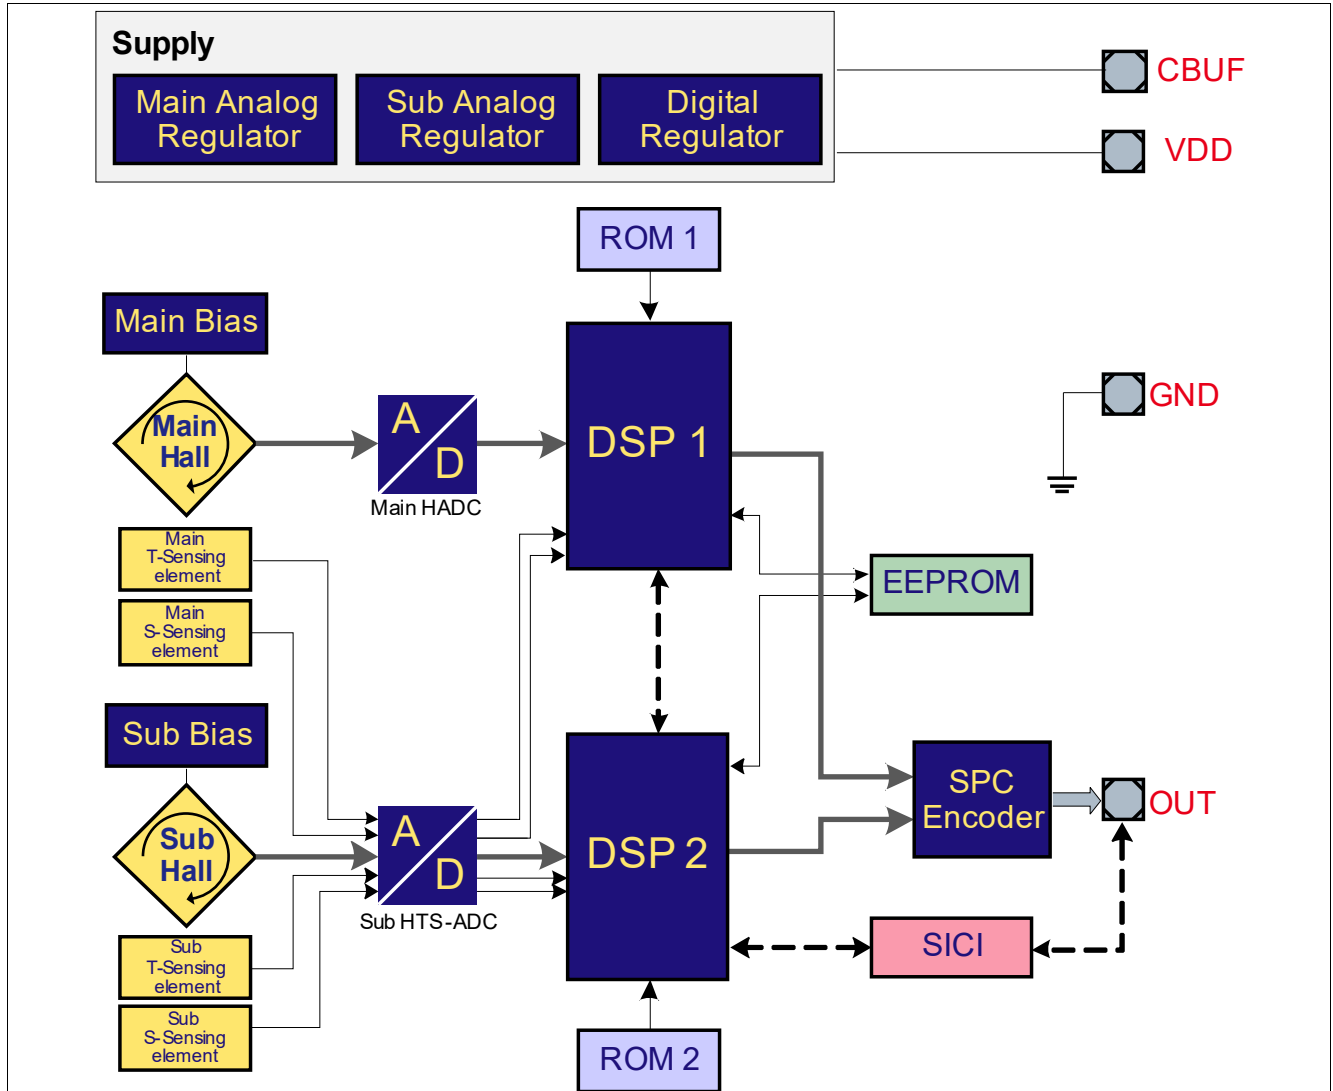 Supply
Main Analog
Regulator
Sub Analog
Regulator
Digital
Regulator
CBUF
VDD
ROM 1
Main Bias
Main
Hall
A
D
Main HADC
DSP 1
GND
Main
T-Sensing
element
Main
S-Sensing
element
EEPROM
Sub Bias
Sub
Hall
A
D
Sub HTS-ADC
DSP 2
SPC
Encoder
OUT
SICI
Sub
T-Sensing
element
Sub
S-Sensing
element
ROM 2